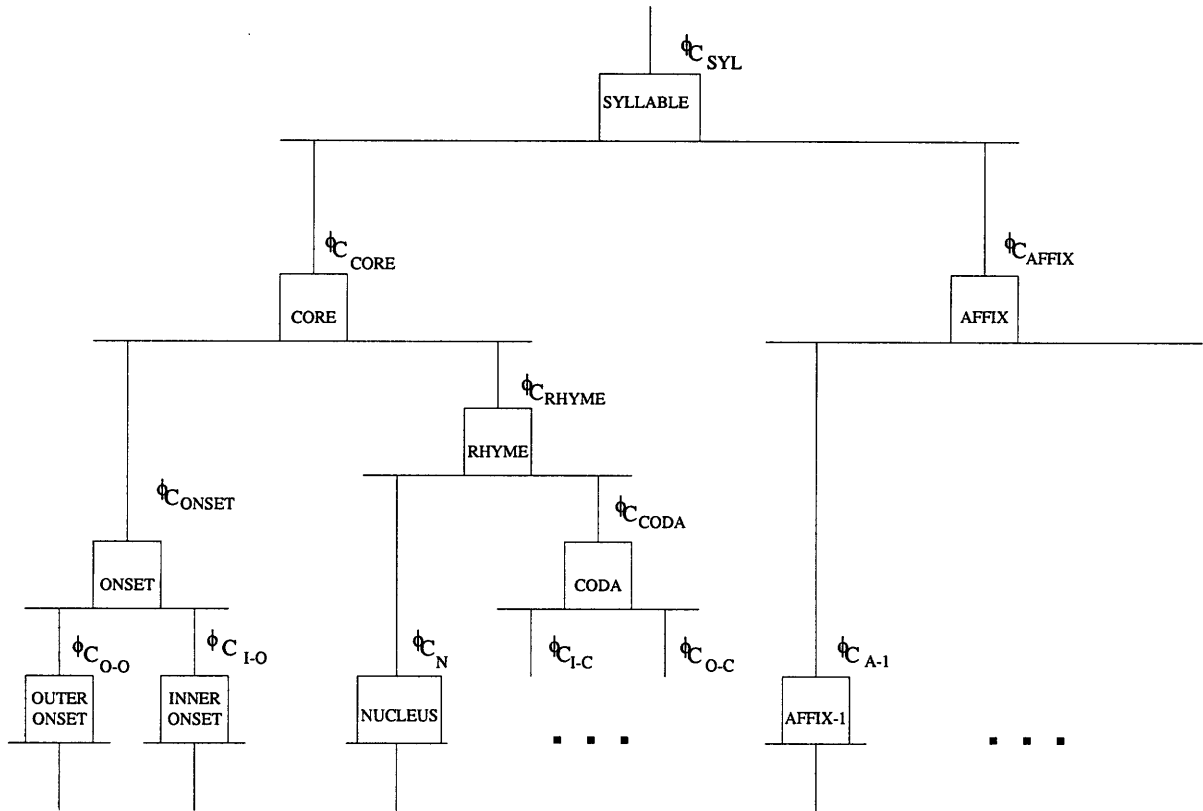 ϕC SYL
SYLLABLE
ϕC CORE
ϕC AFFIX
CORE
AFFIX
ϕC RHYME
RHYME
ϕC ONSET
ϕC CODA
ONSET
CODA
ϕC O-O
ϕC I-O
ϕC N
ϕC I-C
ϕC O-C
ϕC A-1
OUTER
ONSET
INNER
ONSET
NUCLEUS
AFFIX-1
. . .
. . .